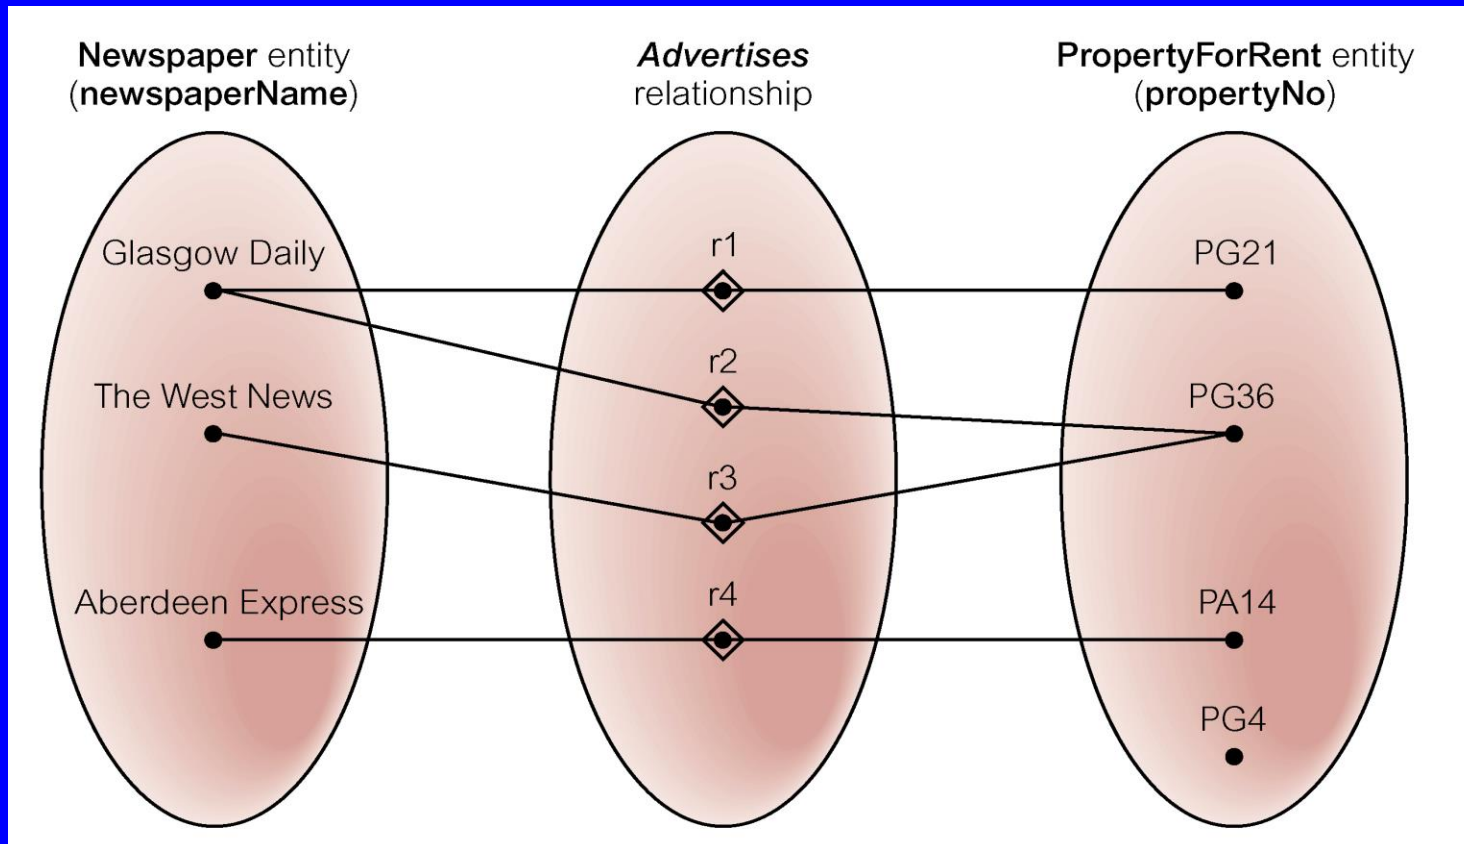 Newspaper entity
(newspaperName)
Advertises
relationship
PropertyForRent entity
(propertyNo)
Glasgow Daily
The West News
Aberdeen Express
r1
r2
r3
r4
PG21
PG36
PA14
PG4